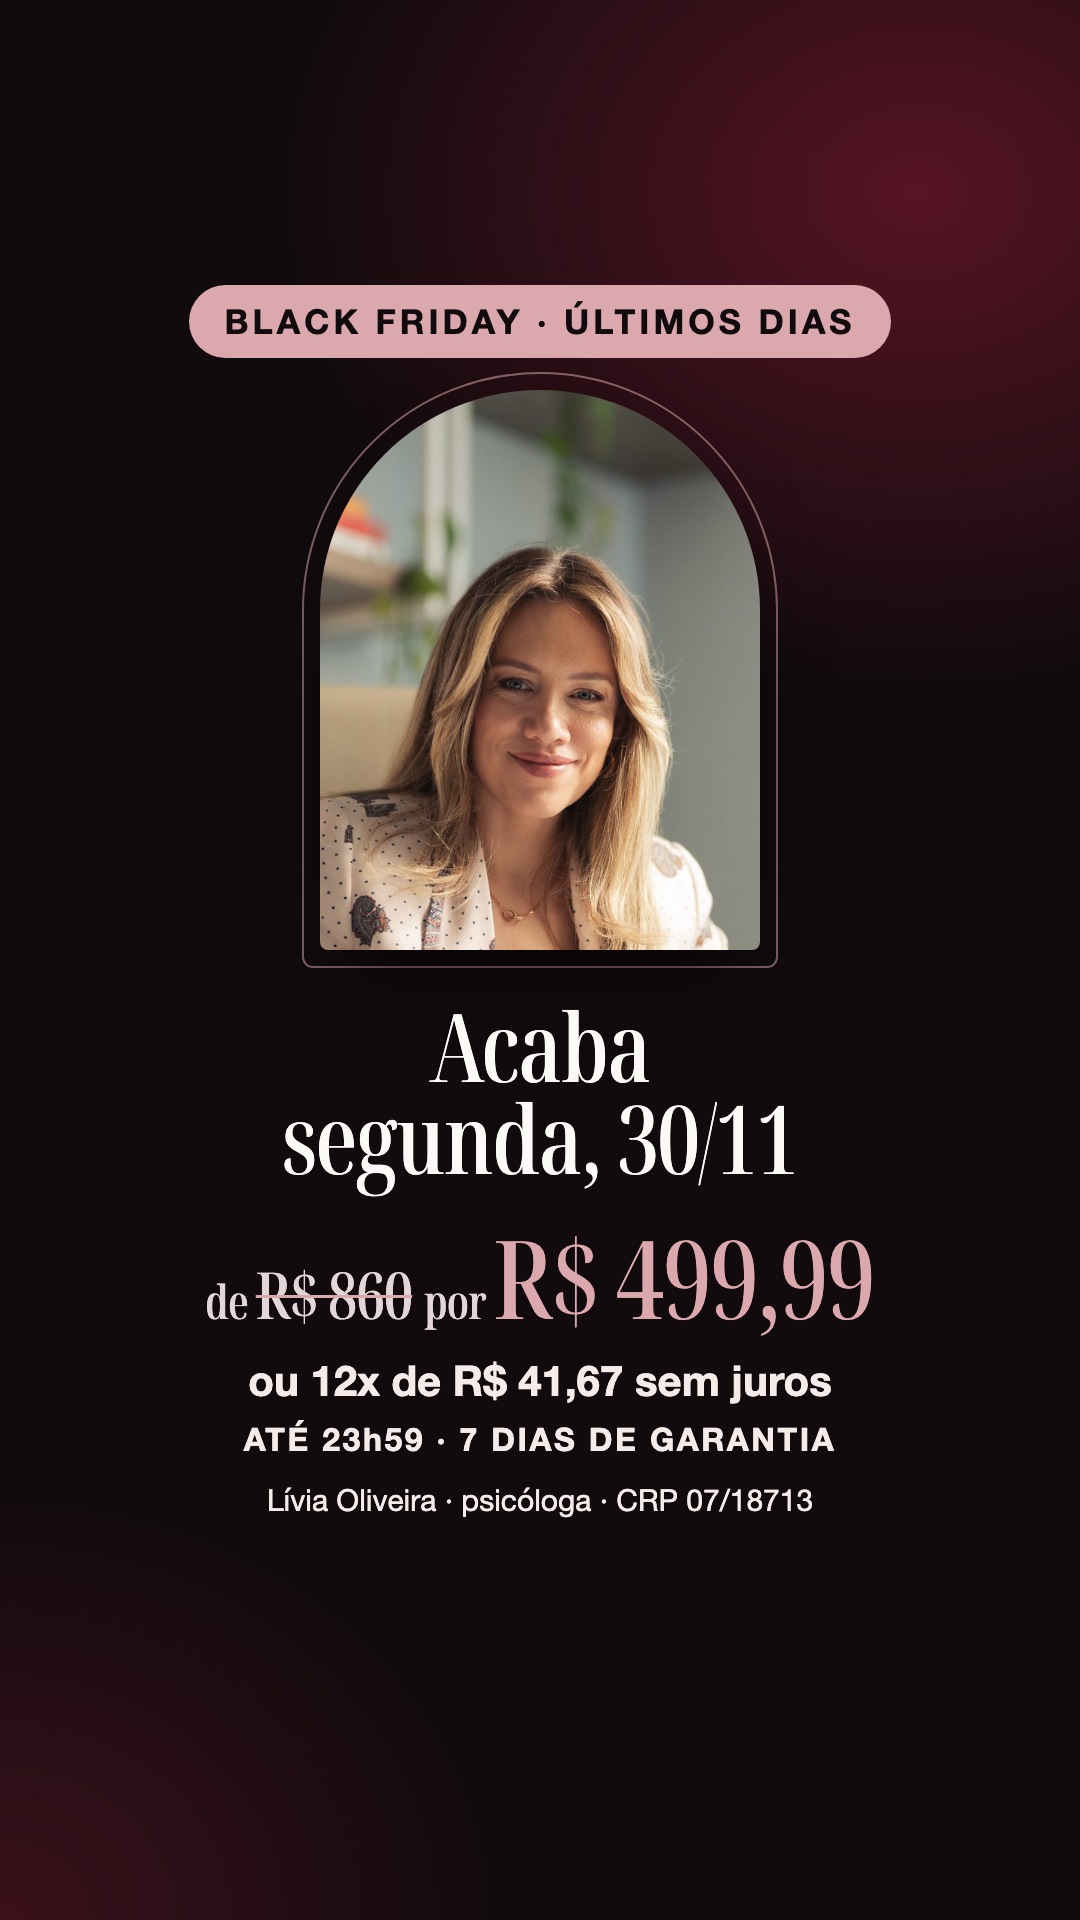 BLACK FRIDAY · ÚLTIMOS DIAS
Acaba
segunda, 30/11
de R$ 860 por R$ 499,99
ou 12x de R$ 41,67 sem juros
ATÉ 23h59 · 7 DIAS DE GARANTIA
Lívia Oliveira · psicóloga · CRP 07/18713